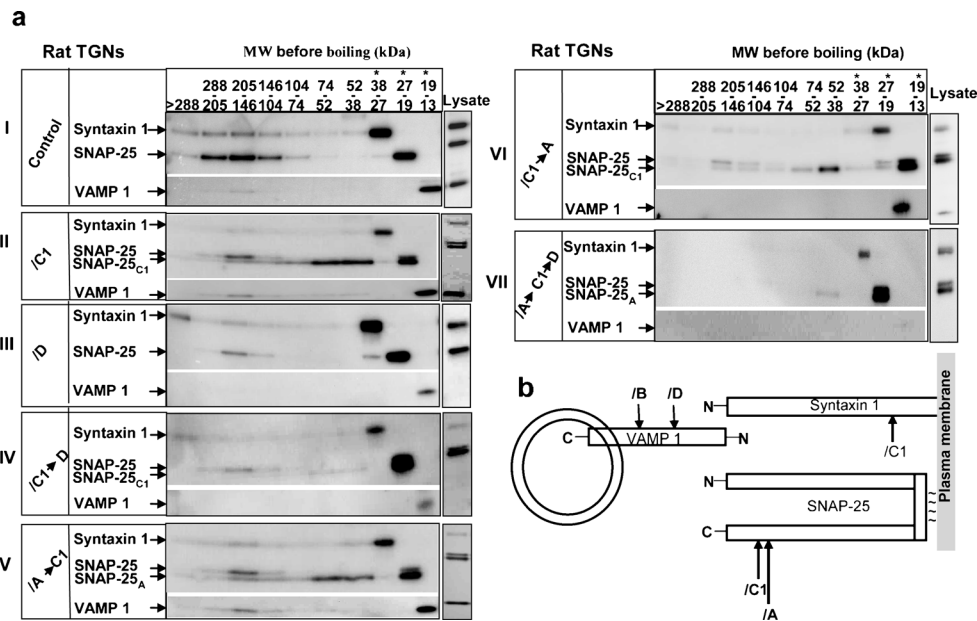 a
Rat TGNs MW before boiling (kDa)
* * *
288 205 146 104 74 52 38 27 19
- - - - - - - - -
>288 205 146 104 74 52 38 27 19 13 Lysate
I Control Syntaxin 1
SNAP-25
VAMP 1
II /C1 Syntaxin 1
SNAP-25
SNAP-25C1
VAMP 1
III /D Syntaxin 1
SNAP-25
VAMP 1
IV /C1→D Syntaxin 1
SNAP-25
SNAP-25C1
VAMP 1
V /A→C1 Syntaxin 1
SNAP-25
SNAP-25A
VAMP 1
Rat TGNs MW before boiling (kDa)
* * *
288 205 146 104 74 52 38 27 19
- - - - - - - - -
>288 205 146 104 74 52 38 27 19 13 Lysate
VI /C1→A Syntaxin 1
SNAP-25
SNAP-25C1
VAMP 1
VII /A→C1→D Syntaxin 1
SNAP-25
SNAP-25A
VAMP 1
b
/B /D
C VAMP 1 N
N Syntaxin 1
/C1
N
SNAP-25
C
/C1
/A
Plasma membrane